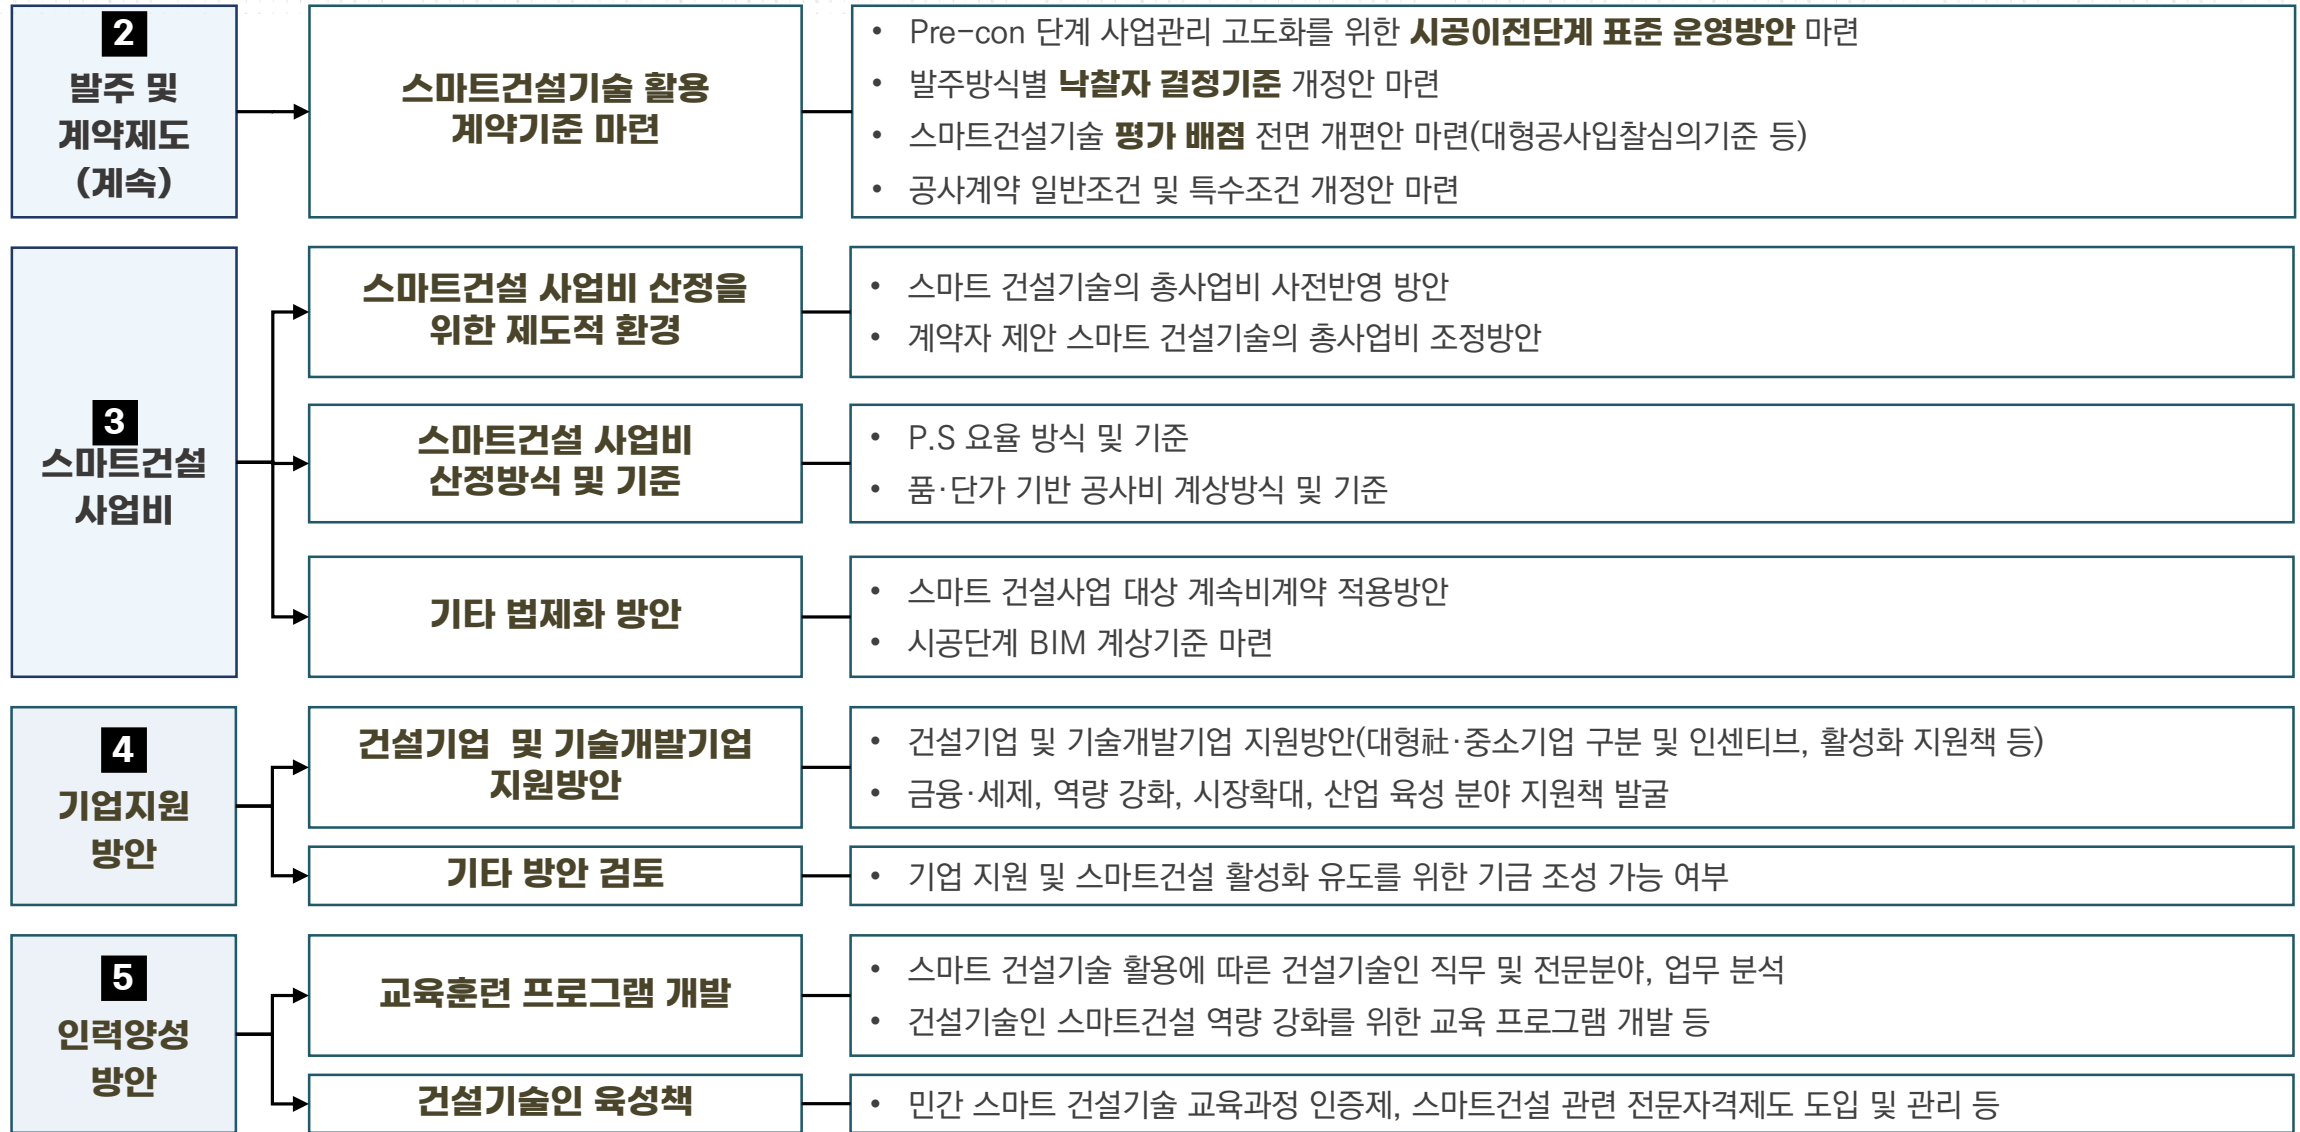 2
발주 및
계약제도
(계속)
스마트건설기술 활용
계약기준 마련
• Pre-con 단계 사업관리 고도화를 위한 시공이전단계 표준 운영방안 마련
• 발주방식별 낙찰자 결정기준 개정안 마련
• 스마트건설기술 평가 배점 전면 개편안 마련(대형공사입찰심의기준 등)
• 공사계약 일반조건 및 특수조건 개정안 마련
3
스마트건설
사업비
스마트건설 사업비 산정을
위한 제도적 환경
• 스마트 건설기술의 총사업비 사전반영 방안
• 계약자 제안 스마트 건설기술의 총사업비 조정방안
스마트건설 사업비
산정방식 및 기준
• P.S 요율 방식 및 기준
• 품·단가 기반 공사비 계상방식 및 기준
기타 법제화 방안
• 스마트 건설사업 대상 계속비계약 적용방안
• 시공단계 BIM 계상기준 마련
4
기업지원
방안
건설기업 및 기술개발기업
지원방안
• 건설기업 및 기술개발기업 지원방안(대형社·중소기업 구분 및 인센티브, 활성화 지원책 등)
• 금융·세제, 역량 강화, 시장확대, 산업 육성 분야 지원책 발굴
기타 방안 검토
• 기업 지원 및 스마트건설 활성화 유도를 위한 기금 조성 가능 여부
5
인력양성
방안
교육훈련 프로그램 개발
• 스마트 건설기술 활용에 따른 건설기술인 직무 및 전문분야, 업무 분석
• 건설기술인 스마트건설 역량 강화를 위한 교육 프로그램 개발 등
건설기술인 육성책
• 민간 스마트 건설기술 교육과정 인증제, 스마트건설 관련 전문자격제도 도입 및 관리 등